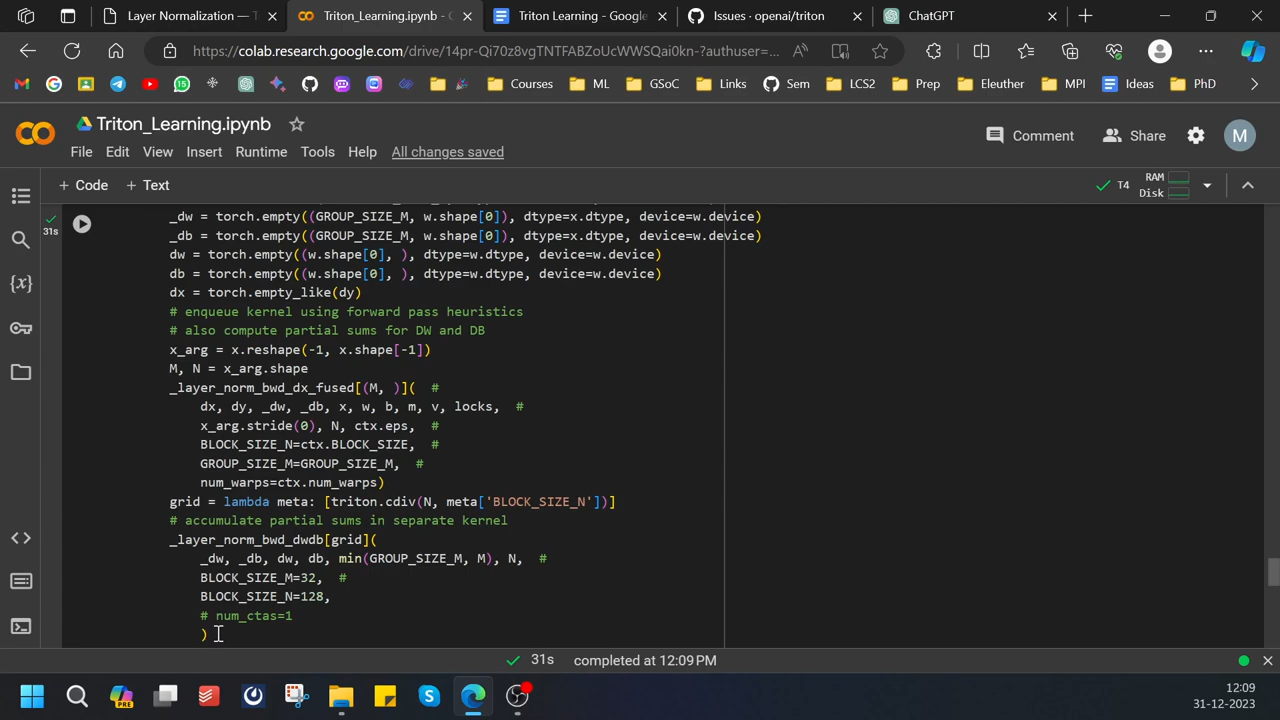 Layer Normalization — T
Triton_Learning.ipynb - C
Triton Learning - Google
Issues · openai/triton
ChatGPT
https://colab.research.google.com/drive/14pr-Qi70z8vgTNTFABZoUcWWSQai0kn-?authuser=...
Courses
ML
GSoC
Links
Sem
LCS2
Prep
Eleuther
MPI
Ideas
PhD
Triton_Learning.ipynb
Comment
Share
M
File Edit View Insert Runtime Tools Help All changes saved
+ Code + Text
T4
RAM
Disk
31s
_dw = torch.empty((GROUP_SIZE_M, w.shape[0]), dtype=x.dtype, device=w.device)
_db = torch.empty((GROUP_SIZE_M, w.shape[0]), dtype=x.dtype, device=w.device)
dw = torch.empty((w.shape[0], ), dtype=w.dtype, device=w.device)
db = torch.empty((w.shape[0], ), dtype=w.dtype, device=w.device)
dx = torch.empty_like(dy)
# enqueue kernel using forward pass heuristics
# also compute partial sums for DW and DB
x_arg = x.reshape(-1, x.shape[-1])
M, N = x_arg.shape
_layer_norm_bwd_dx_fused[(M, )]( #
dx, dy, _dw, _db, x, w, b, m, v, locks, #
x_arg.stride(0), N, ctx.eps, #
BLOCK_SIZE_N=ctx.BLOCK_SIZE, #
GROUP_SIZE_M=GROUP_SIZE_M, #
num_warps=ctx.num_warps)
grid = lambda meta: [triton.cdiv(N, meta['BLOCK_SIZE_N'])]
# accumulate partial sums in separate kernel
_layer_norm_bwd_dwdb[grid](
_dw, _db, dw, db, min(GROUP_SIZE_M, M), N, #
BLOCK_SIZE_M=32, #
BLOCK_SIZE_N=128,
# num_ctas=1
)
31s completed at 12:09 PM
12:09
31-12-2023